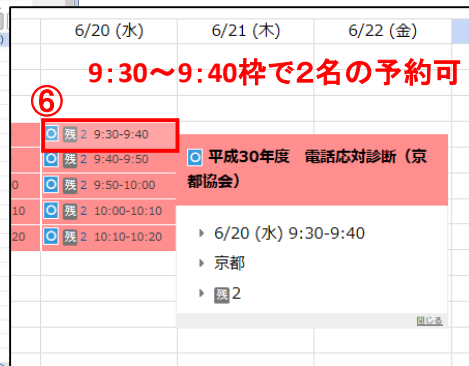 6/20 (水) 6/21 (木) 6/22 (金)
9:30～9:40枠で2名の予約可
⑥
残 2 9:30-9:40
残 2 9:40-9:50
0 残 2 9:50-10:00
10 残 2 10:00-10:10
20 残 2 10:10-10:20
平成30年度 電話応対診断（京
都協会）
6/20 (水) 9:30-9:40
京都
残 2
閉じる